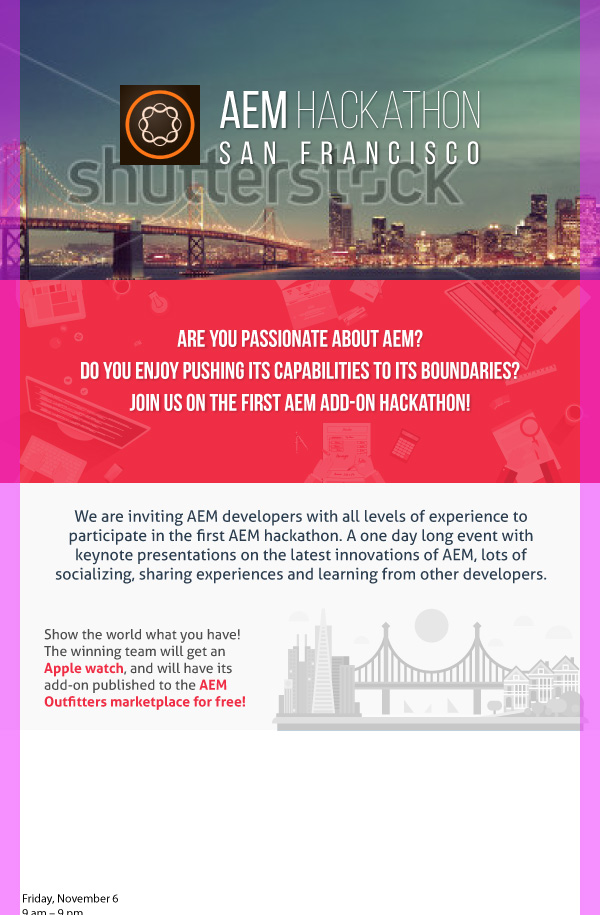 AEM HACKATHON
SAN FRANCISCO
shutterstock
ARE YOU PASSIONATE ABOUT AEM?
DO YOU ENJOY PUSHING ITS CAPABILITIES TO ITS BOUNDARIES?
JOIN US ON THE FIRST AEM ADD-ON HACKATHON!
We are inviting AEM developers with all levels of experience to
participate in the first AEM hackathon. A one day long event with
keynote presentations on the latest innovations of AEM, lots of
socializing, sharing experiences and learning from other developers.
Show the world what you have!
The winning team will get an
Apple watch, and will have its
add-on published to the AEM
Outfitters marketplace for free!
Friday, November 6
9 am – 9 pm